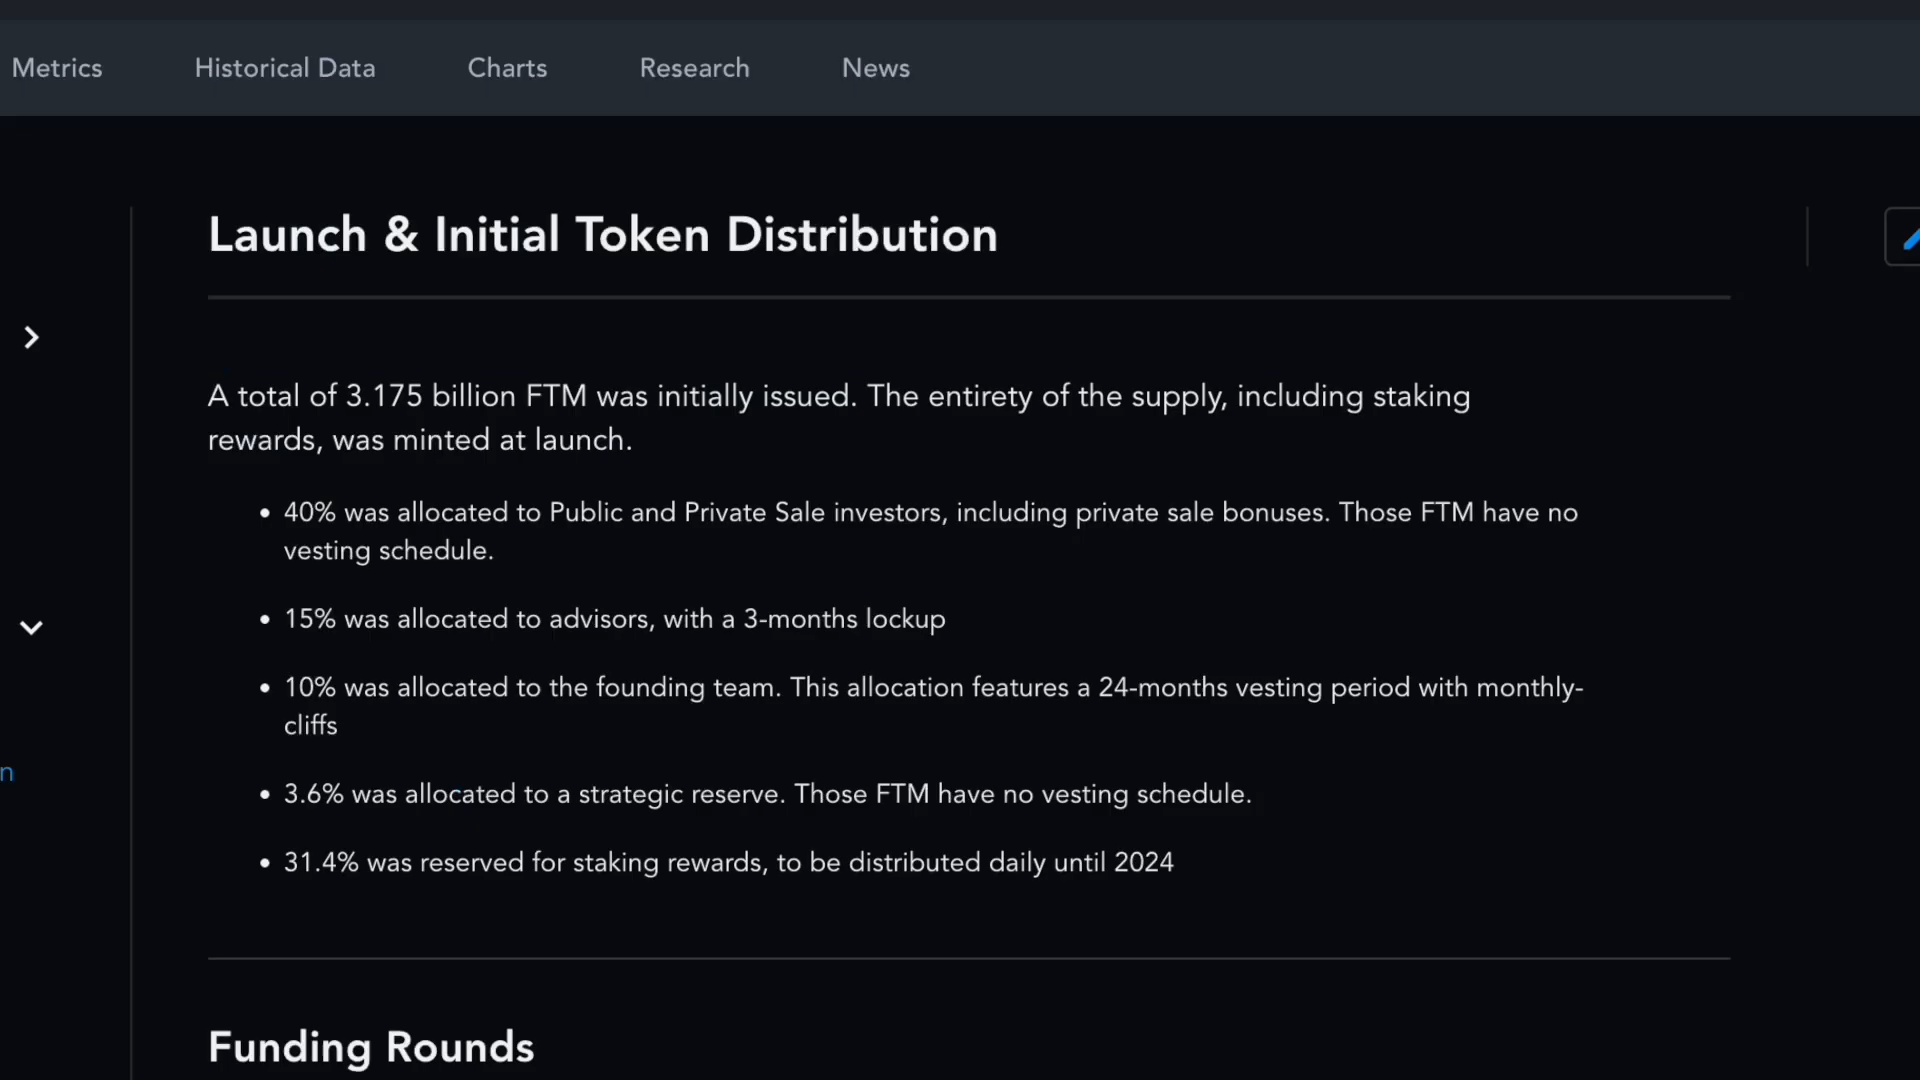 Metrics
Historical Data
Charts
Research
News
Launch & Initial Token Distribution
A total of 3.175 billion FTM was initially issued. The entirety of the supply, including staking
rewards, was minted at launch.
• 40% was allocated to Public and Private Sale investors, including private sale bonuses. Those FTM have no
vesting schedule.
• 15% was allocated to advisors, with a 3-months lockup
• 10% was allocated to the founding team. This allocation features a 24-months vesting period with monthly-
cliffs
n
• 3.6% was allocated to a strategic reserve. Those FTM have no vesting schedule.
• 31.4% was reserved for staking rewards, to be distributed daily until 2024
Funding Rounds